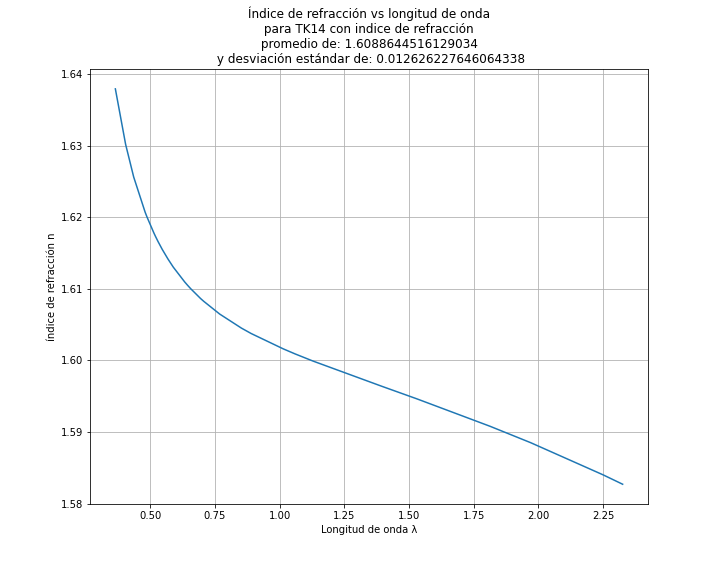 Índice de refracción vs longitud de onda
para TK14 con indice de refracción
promedio de: 1.6088644516129034
y desviación estándar de: 0.012626227646064338
1.64
1.63
1.62
1.61
1.60
1.59
1.58
índice de refracción n
0.50 0.75 1.00 1.25 1.50 1.75 2.00 2.25
Longitud de onda λ